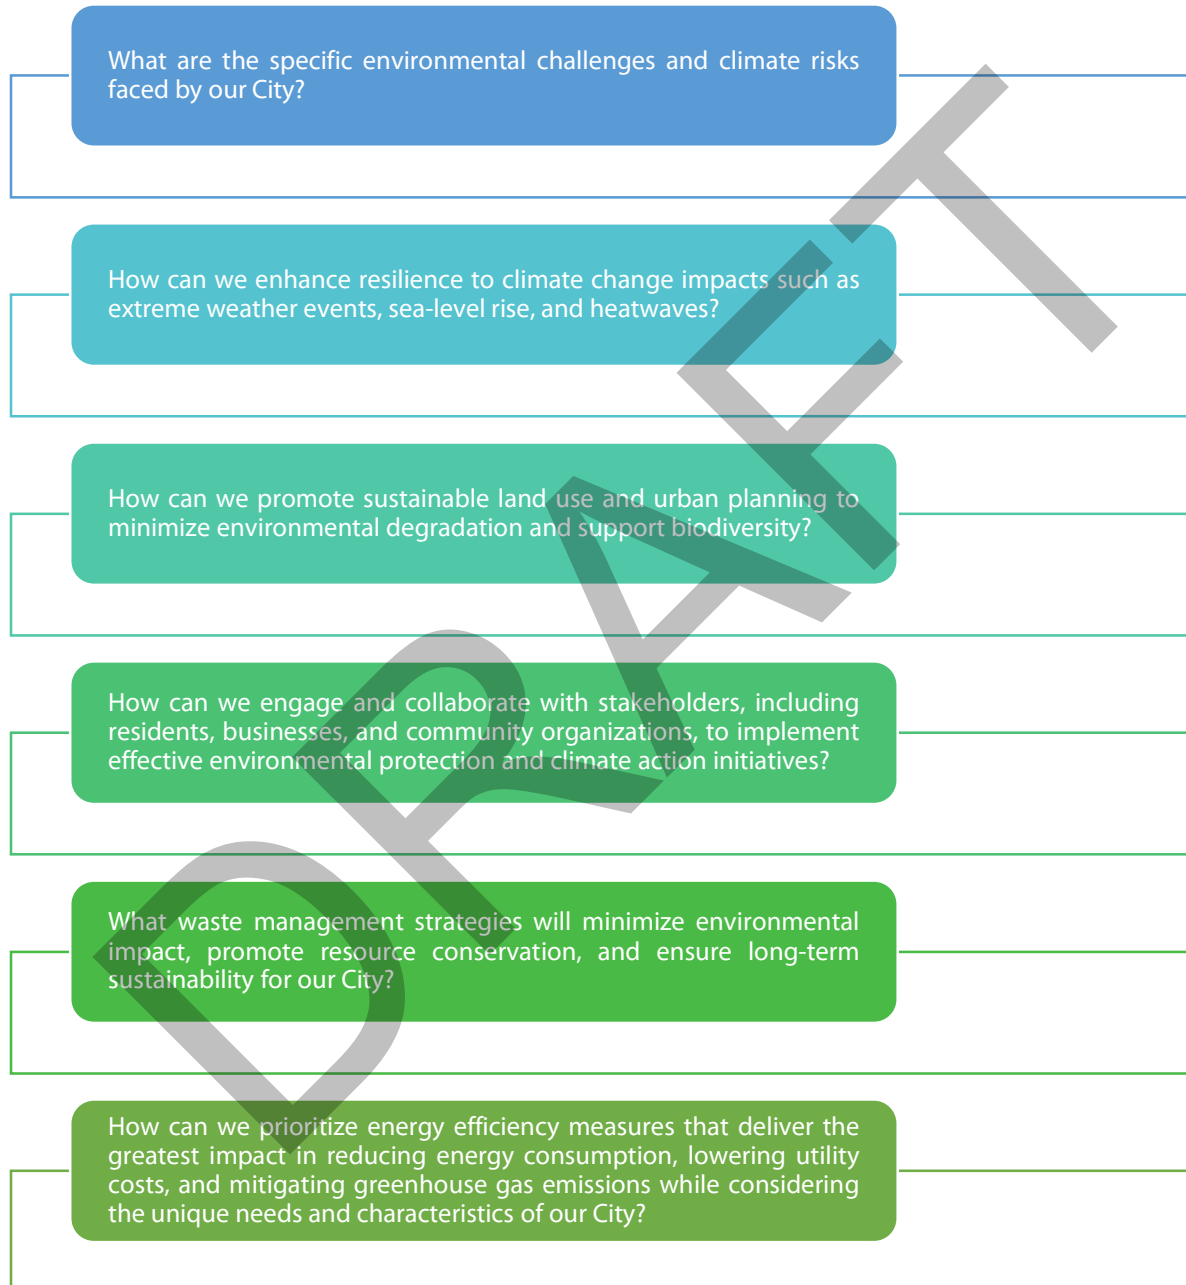 What are the specific environmental challenges and climate risks
faced by our City?
How can we enhance resilience to climate change impacts such as
extreme weather events, sea-level rise, and heatwaves?
How can we promote sustainable land use and urban planning to
minimize environmental degradation and support biodiversity?
How can we engage and collaborate with stakeholders, including
residents, businesses, and community organizations, to implement
effective environmental protection and climate action initiatives?
What waste management strategies will minimize environmental
impact, promote resource conservation, and ensure long-term
sustainability for our City?
How can we prioritize energy efficiency measures that deliver the
greatest impact in reducing energy consumption, lowering utility
costs, and mitigating greenhouse gas emissions while considering
the unique needs and characteristics of our City?
DRAFT